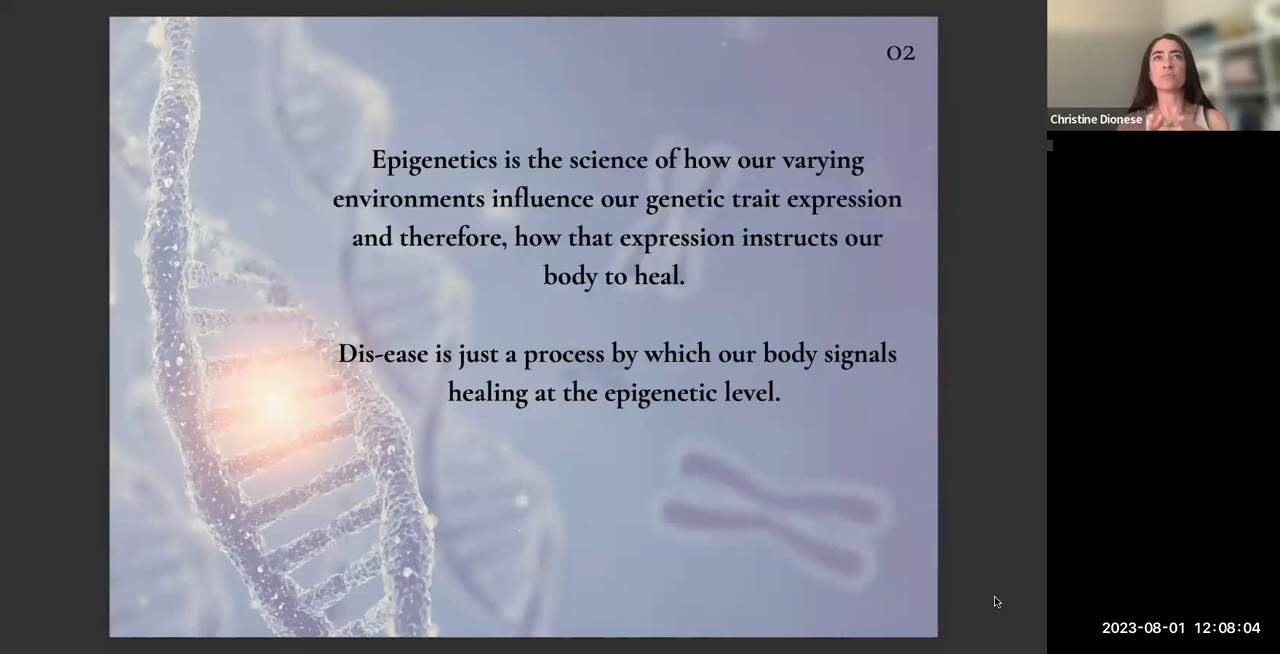 02
Epigenetics is the science of how our varying
environments influence our genetic trait expression
and therefore, how that expression instructs our
body to heal.
Dis-ease is just a process by which our body signals
healing at the epigenetic level.
Christine Dionese
2023-08-01 12:08:04